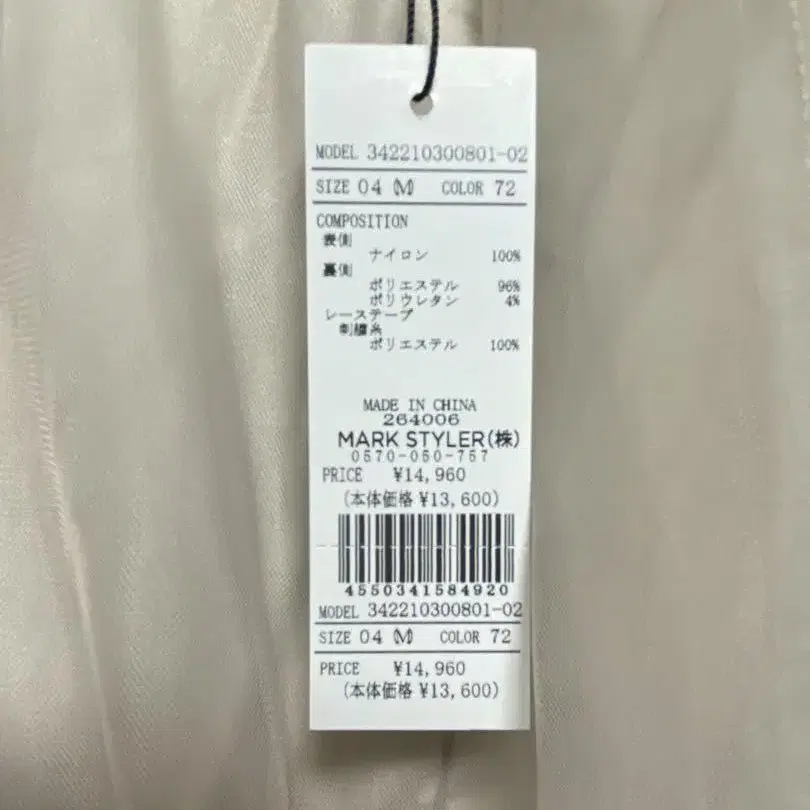 MODEL 342210300801-02
SIZE 04 (M) COLOR 72
COMPOSITION
表側
ナイロン 100%
裏側
ポリエステル 96%
ポリウレタン 4%
レーステープ
刺繍糸
ポリエステル 100%
MADE IN CHINA
264006
MARK STYLER(株)
0570-050-757
PRICE ¥14,960
(本体価格 ¥13,600)
4550341584920
MODEL 342210300801-02
SIZE 04 (M) COLOR 72
PRICE ¥14,960
(本体価格 ¥13,600)